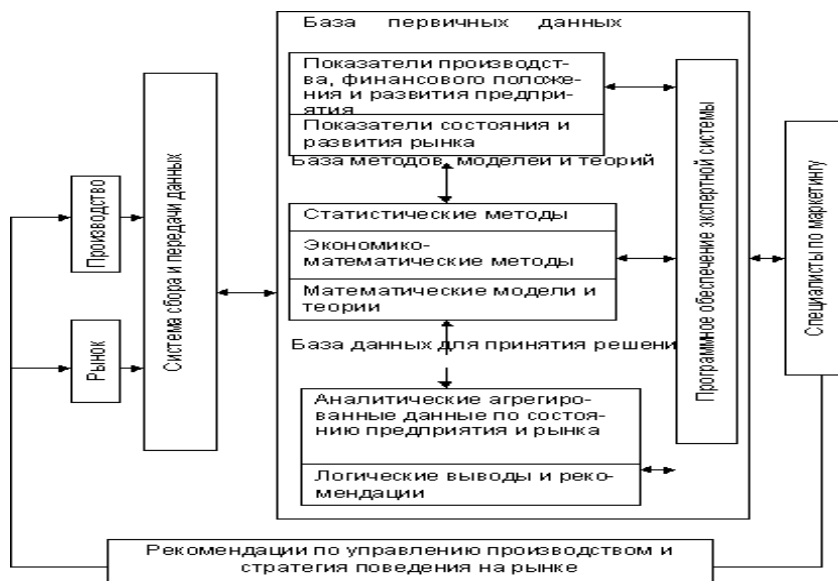 База первичных данных
Показатели производст-
ва, финансового положе-
ния и развития предпри-
ятия
Показатели состояния и
развития рынка
База методов, моделей и теорий
Статистические методы
Экономико-
математические методы
Математические модели и
теории
База данных для принятия решени
Аналитические агрегиро-
ванные данные по состоя-
нию предприятия и рынка
Логические выводы и реко-
мендации
Производство
Рынок
Система сбора и передачи данных
Программное обеспечение экспертной системы
Специалисты по маркетингу
Рекомендации по управлению производством и
стратегия поведения на рынке